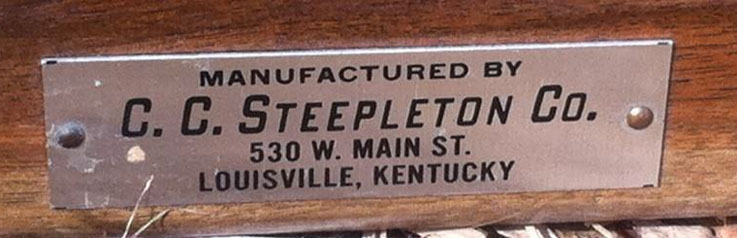 MANUFACTURED BY
C. C. STEEPLETON CO.
530 W. MAIN ST.
LOUISVILLE, KENTUCKY